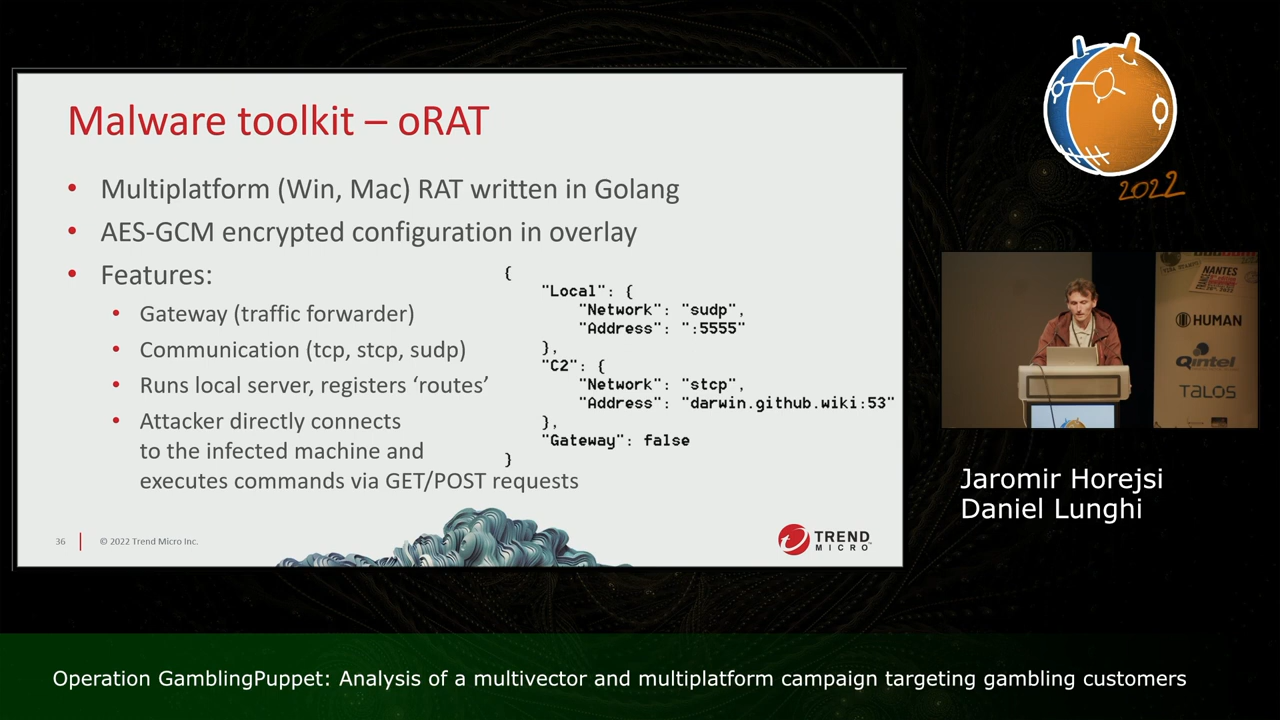 Malware toolkit – oRAT
• Multiplatform (Win, Mac) RAT written in Golang
• AES-GCM encrypted configuration in overlay
• Features:
• Gateway (traffic forwarder)
• Communication (tcp, stcp, sudp)
• Runs local server, registers ‘routes’
• Attacker directly connects
to the infected machine and
executes commands via GET/POST requests
{
"Local": {
"Network": "sudp",
"Address": ":5555"
},
"C2": {
"Network": "stcp",
"Address": "darwin.github.wiki:53"
},
"Gateway": false
}
36
© 2022 Trend Micro Inc.
TREND
MICRO™
2022
NANTES
HUMAN
Qintel
TALOS
Jaromir Horejsi
Daniel Lunghi
Operation GamblingPuppet: Analysis of a multivector and multiplatform campaign targeting gambling customers